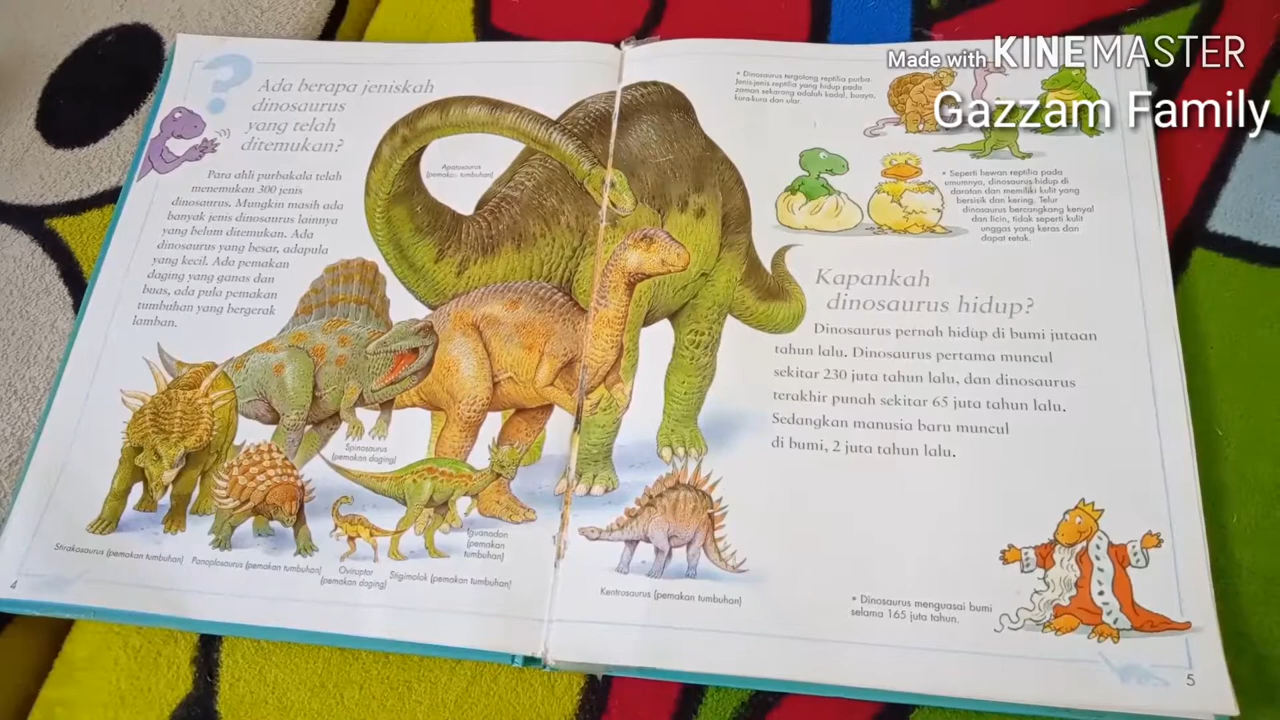 Made with KINEMASTER
Gazzam Family
?
Ada berapa jeniskah
dinosaurus
yang telah
ditemukan?
Para ahli purbakala telah
menemukan 300 jenis
dinosaurus. Mungkin masih ada
banyak jenis dinosaurus lainnya
yang belum ditemukan. Ada
dinosaurus yang besar, adapula
yang kecil. Ada pemakan
daging yang ganas dan
buas, ada pula pemakan
tumbuhan yang bergerak
lamban.
Apatosaurus
(pemakan tumbuhan)
Spinosaurus
(pemakan daging)
Iguanodon
(pemakan
tumbuhan)
Stirakosaurus (pemakan tumbuhan)
Panoplosaurus (pemakan tumbuhan)
Oviraptor
(pemakan daging)
Stigimolok (pemakan tumbuhan)
4
• Dinosaurus tergolong reptilia purba.
Jenis-jenis reptilia yang hidup pada
zaman sekarang adalah kadal, buaya,
kura-kura dan ular.
• Seperti hewan reptilia pada
umumnya, dinosaurus hidup di
daratan dan memiliki kulit yang
bersisik dan kering. Telur
dinosaurus bercangkang kenyal
dan licin, tidak seperti kulit
unggas yang keras dan
dapat retak.
Kapankah
dinosaurus hidup?
Dinosaurus pernah hidup di bumi jutaan
tahun lalu. Dinosaurus pertama muncul
sekitar 230 juta tahun lalu, dan dinosaurus
terakhir punah sekitar 65 juta tahun lalu.
Sedangkan manusia baru muncul
di bumi, 2 juta tahun lalu.
Kentrosaurus (pemakan tumbuhan)
• Dinosaurus menguasai bumi
selama 165 juta tahun.
5